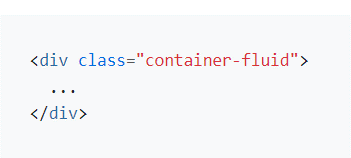 <div class="container-fluid">
  ...
</div>